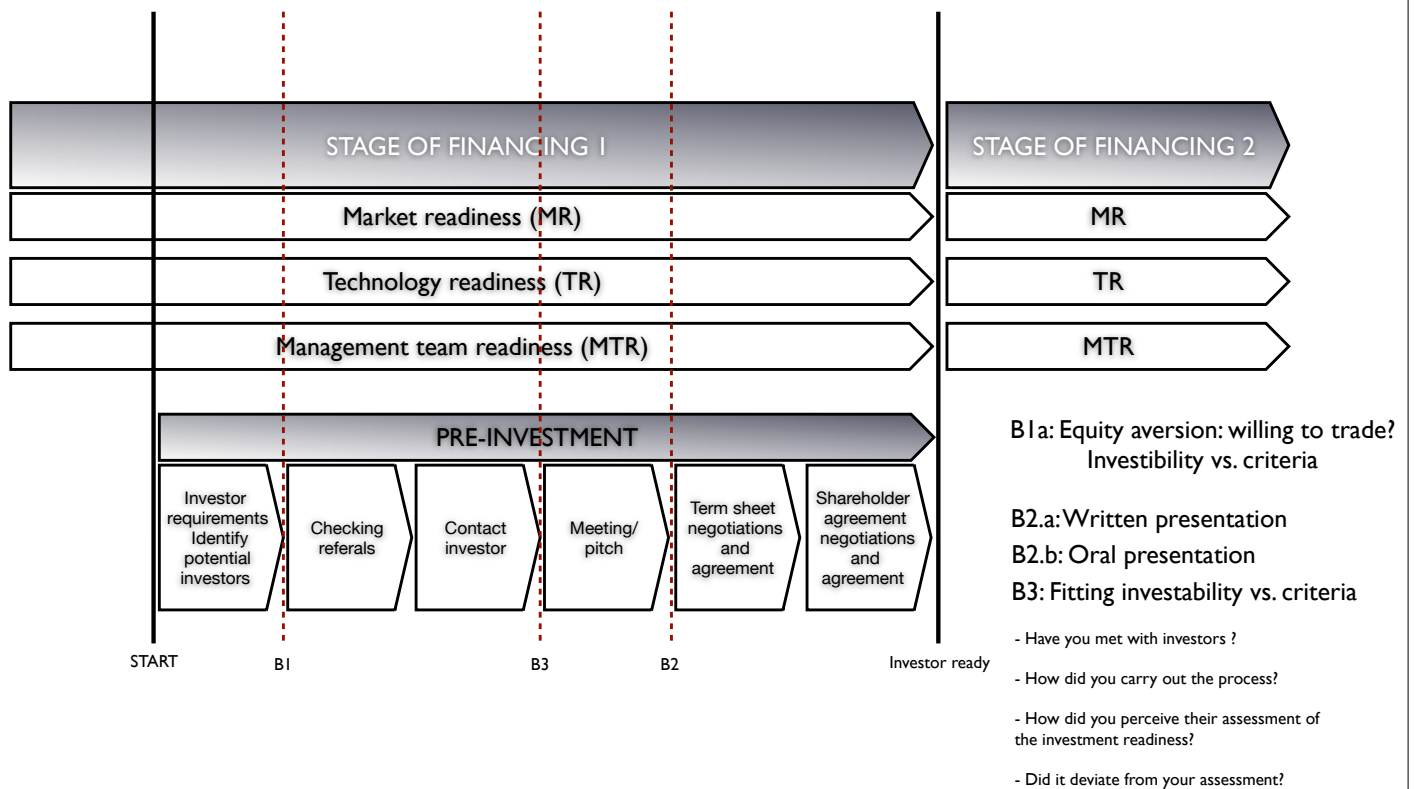 STAGE OF FINANCING 1
STAGE OF FINANCING 2
Market readiness (MR)
MR
Technology readiness (TR)
TR
Management team readiness (MTR)
MTR
PRE-INVESTMENT
Investor
requirements
Identify
potential
investors
Checking
referals
Contact
investor
Meeting/
pitch
Term sheet
negotiations
and
agreement
Shareholder
agreement
negotiations
and
agreement
START
B1
B3
B2
Investor ready
B1a: Equity aversion: willing to trade?
Investibility vs. criteria
B2.a: Written presentation
B2.b: Oral presentation
B3: Fitting investability vs. criteria
- Have you met with investors ?
- How did you carry out the process?
- How did you perceive their assessment of
the investment readiness?
- Did it deviate from your assessment?